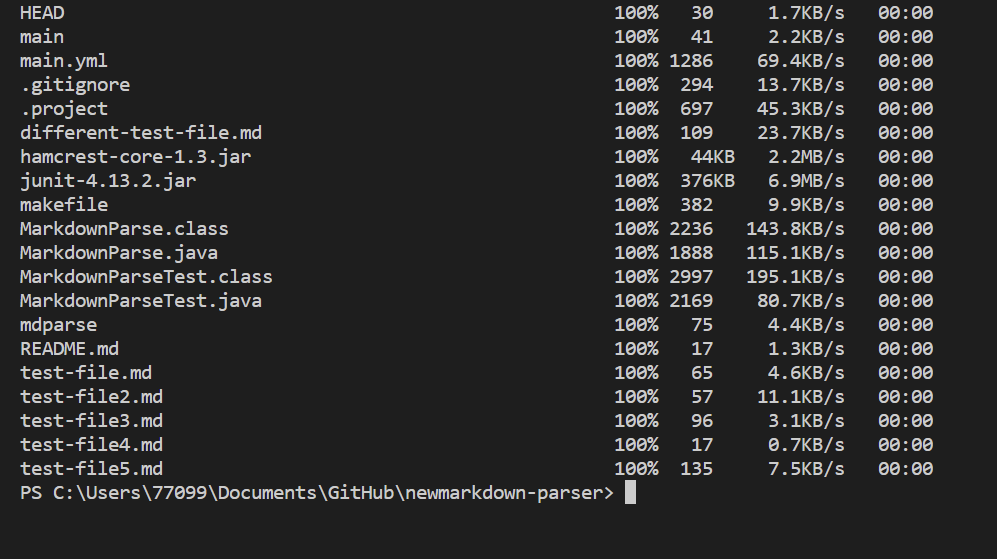 HEAD 100% 30 1.7KB/s 00:00
main 100% 41 2.2KB/s 00:00
main.yml 100% 1286 69.4KB/s 00:00
.gitignore 100% 294 13.7KB/s 00:00
.project 100% 697 45.3KB/s 00:00
different-test-file.md 100% 109 23.7KB/s 00:00
hamcrest-core-1.3.jar 100% 44KB 2.2MB/s 00:00
junit-4.13.2.jar 100% 376KB 6.9MB/s 00:00
makefile 100% 382 9.9KB/s 00:00
MarkdownParse.class 100% 2236 143.8KB/s 00:00
MarkdownParse.java 100% 1888 115.1KB/s 00:00
MarkdownParseTest.class 100% 2997 195.1KB/s 00:00
MarkdownParseTest.java 100% 2169 80.7KB/s 00:00
mdparse 100% 75 4.4KB/s 00:00
README.md 100% 17 1.3KB/s 00:00
test-file.md 100% 65 4.6KB/s 00:00
test-file2.md 100% 57 11.1KB/s 00:00
test-file3.md 100% 96 3.1KB/s 00:00
test-file4.md 100% 17 0.7KB/s 00:00
test-file5.md 100% 135 7.5KB/s 00:00
PS C:\Users\77099\Documents\GitHub\newmarkdown-parser>